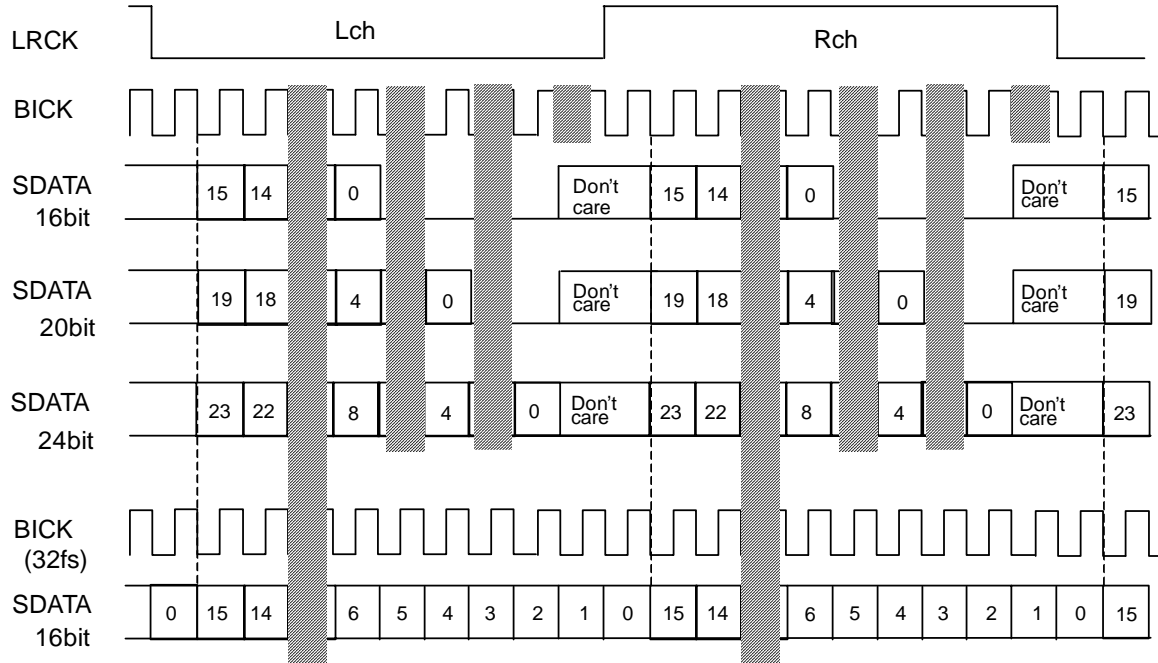 LRCK Lch Rch
BICK
SDATA 16bit 15 14 0 Don't care 15 14 0 Don't care 15
SDATA 20bit 19 18 4 0 Don't care 19 18 4 0 Don't care 19
SDATA 24bit 23 22 8 4 0 Don't care 23 22 8 4 0 Don't care 23
BICK (32fs)
SDATA 16bit 0 15 14 6 5 4 3 2 1 0 15 14 6 5 4 3 2 1 0 15